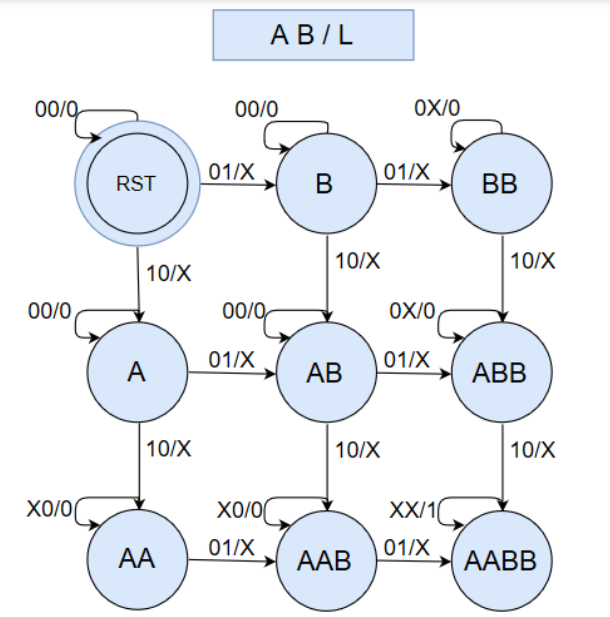 A B / L
00/0 00/0 0X/0
RST 01/X B 01/X BB
10/X 10/X 10/X
00/0 00/0 0X/0
A 01/X AB 01/X ABB
10/X 10/X 10/X
X0/0 X0/0 XX/1
AA 01/X AAB 01/X AABB